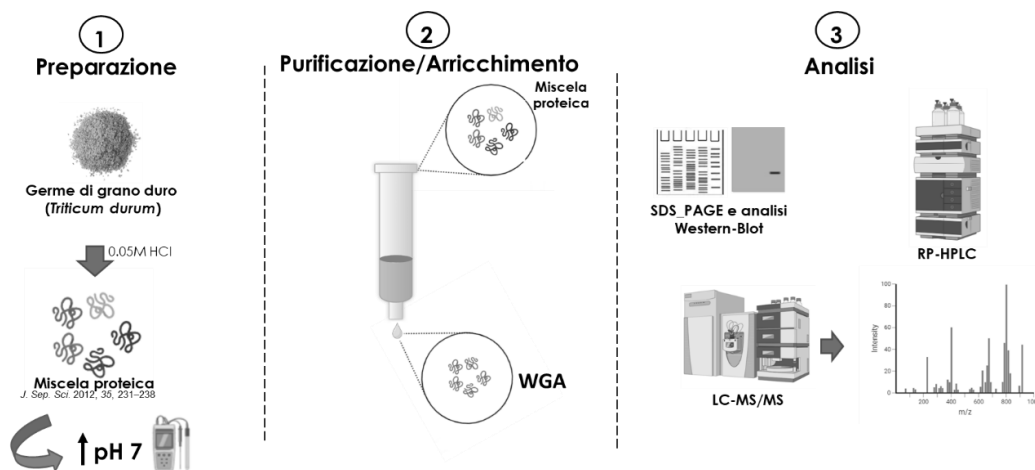 1
Preparazione
Germe di grano duro
(Triticum durum)
0.05M HCl
Miscela proteica
J. Sep. Sci. 2012, 35, 231–238
pH 7
2
Purificazione/Arricchimento
Miscela
proteica
WGA
3
Analisi
SDS_PAGE e analisi
Western-Blot
RP-HPLC
LC-MS/MS
Intensity
100
80
60
40
20
0
200
400
600
800
1000
m/z